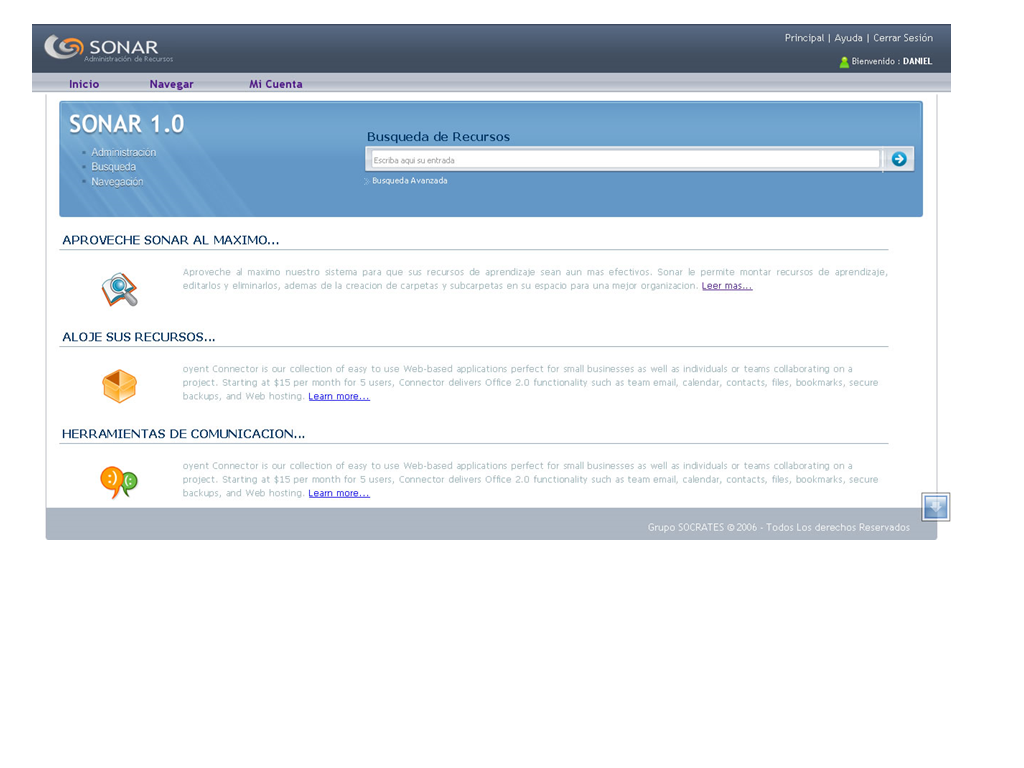 SONAR
Administración de Recursos
Principal | Ayuda | Cerrar Sesión
Bienvenido : DANIEL
Inicio Navegar Mi Cuenta
SONAR 1.0
Administración
Busqueda
Navegación
Busqueda de Recursos
Escriba aqui su entrada
Busqueda Avanzada
APROVECHE SONAR AL MAXIMO...
Aproveche al maximo nuestro sistema para que sus recursos de aprendizaje sean aun mas efectivos. Sonar le permite montar recursos de aprendizaje,
editarlos y eliminarlos, ademas de la creacion de carpetas y subcarpetas en su espacio para una mejor organizacion. Leer mas...
ALOJE SUS RECURSOS...
oyent Connector is our collection of easy to use Web-based applications perfect for small businesses as well as individuals or teams collaborating on a
project. Starting at $15 per month for 5 users, Connector delivers Office 2.0 functionality such as team email, calendar, contacts, files, bookmarks, secure
backups, and Web hosting. Learn more...
HERRAMIENTAS DE COMUNICACION...
oyent Connector is our collection of easy to use Web-based applications perfect for small businesses as well as individuals or teams collaborating on a
project. Starting at $15 per month for 5 users, Connector delivers Office 2.0 functionality such as team email, calendar, contacts, files, bookmarks, secure
backups, and Web hosting. Learn more...
Grupo SOCRATES @ 2006 - Todos Los derechos Reservados